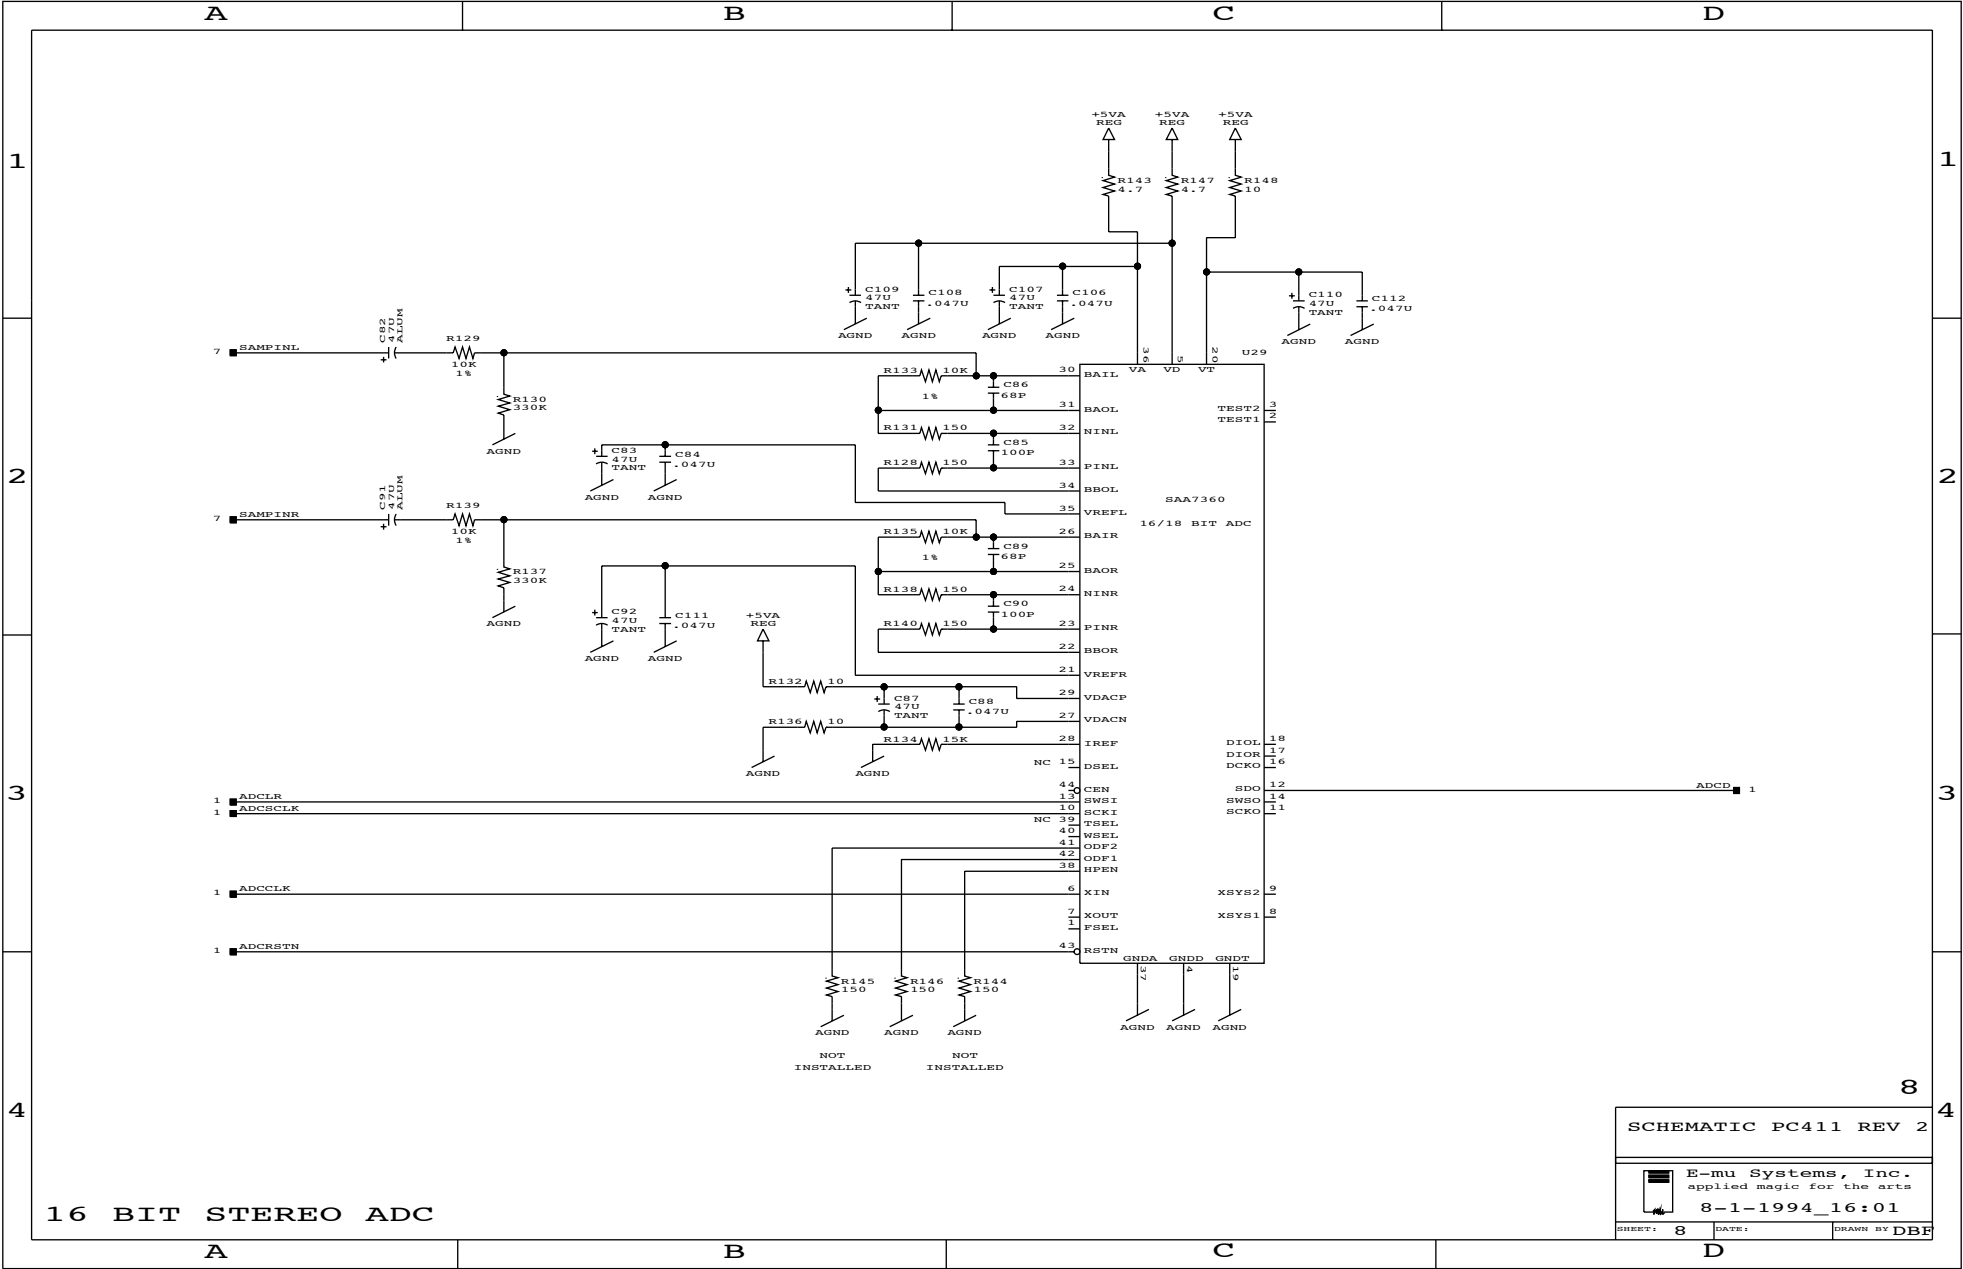 A B C D
1 1
+5VA REG
+5VA REG
+5VA REG
R143 4.7
R147 4.7
R148 10
C109 47U TANT
AGND
C108 .047U
AGND
C107 47U TANT
AGND
C106 .047U
AGND
C110 47U TANT
AGND
C112 .047U
AGND
7 SAMPINL
C82 47U ALUM
R129 10K 1%
R130 330K
AGND
2 2
7 SAMPINR
C91 47U ALUM
R139 10K 1%
R137 330K
AGND
C83 47U TANT
AGND
C84 .047U
AGND
C92 47U TANT
AGND
C111 .047U
AGND
R133 10K 1%
C86 68P
R131 150
C85 100P
R128 150
R135 10K 1%
C89 68P
R138 150
C90 100P
R140 150
+5VA REG
R132 10
C87 47U TANT
C88 .047U
R136 10
AGND
R134 15K
AGND
U29
36 VA
5 VD
20 VT
30 BAIL
31 BAOL
32 NINL
33 PINL
34 BBOL
35 VREFL
26 BAIR
25 BAOR
24 NINR
23 PINR
22 BBOR
21 VREFR
29 VDACP
27 VDACN
28 IREF
NC 15 DSEL
44 CEN
13 SWSI
10 SCKI
NC 39 TSEL
40 WSEL
41 ODF2
42 ODF1
38 HPEN
6 XIN
7 XOUT
1 FSEL
43 RSTN
SAA7360
16/18 BIT ADC
TEST2 3
TEST1 2
DIOL 18
DIOR 17
DCKO 16
SDO 12
SWSO 14
SCKO 11
XSYS2 9
XSYS1 8
GNDA 37
GNDD 4
GNDT 19
AGND AGND AGND
3 3
1 ADCLR
1 ADCSCLK
ADCD 1
1 ADCCLK
1 ADCRSTN
R145 150
AGND
NOT INSTALLED
R146 150
AGND
R144 150
AGND
NOT INSTALLED
4 4
8
SCHEMATIC PC411 REV 2
E-mu Systems, Inc.
applied magic for the arts
8-1-1994_16:01
SHEET: 8 DATE: DRAWN BY DBF
16 BIT STEREO ADC
A B C D